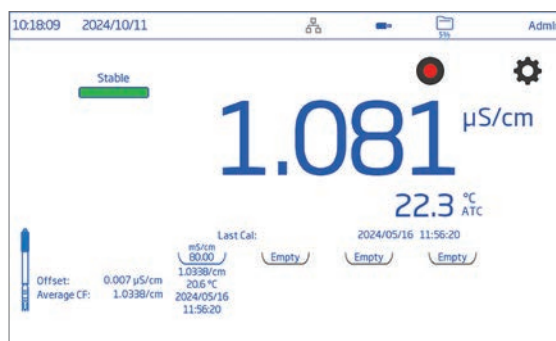 10:18:09 2024/10/11 5% Admi
Stable
1.081 µS/cm
22.3 °C
ATC
Last Cal: 2024/05/16 11:56:20
mS/cm
80.00 Empty Empty Empty
1.0338/cm
Offset: 0.007 µS/cm 20.6 °C
Average CF: 1.0338/cm 2024/05/16
11:56:20